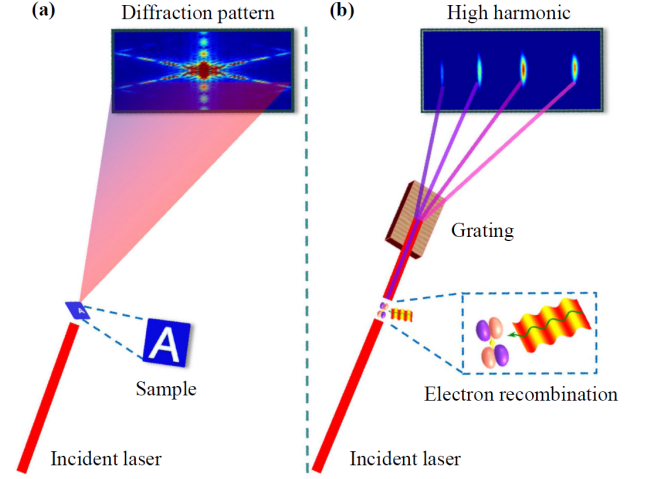 (a)
Diffraction pattern
A
A
Sample
Incident laser
(b)
High harmonic
Grating
Electron recombination
Incident laser